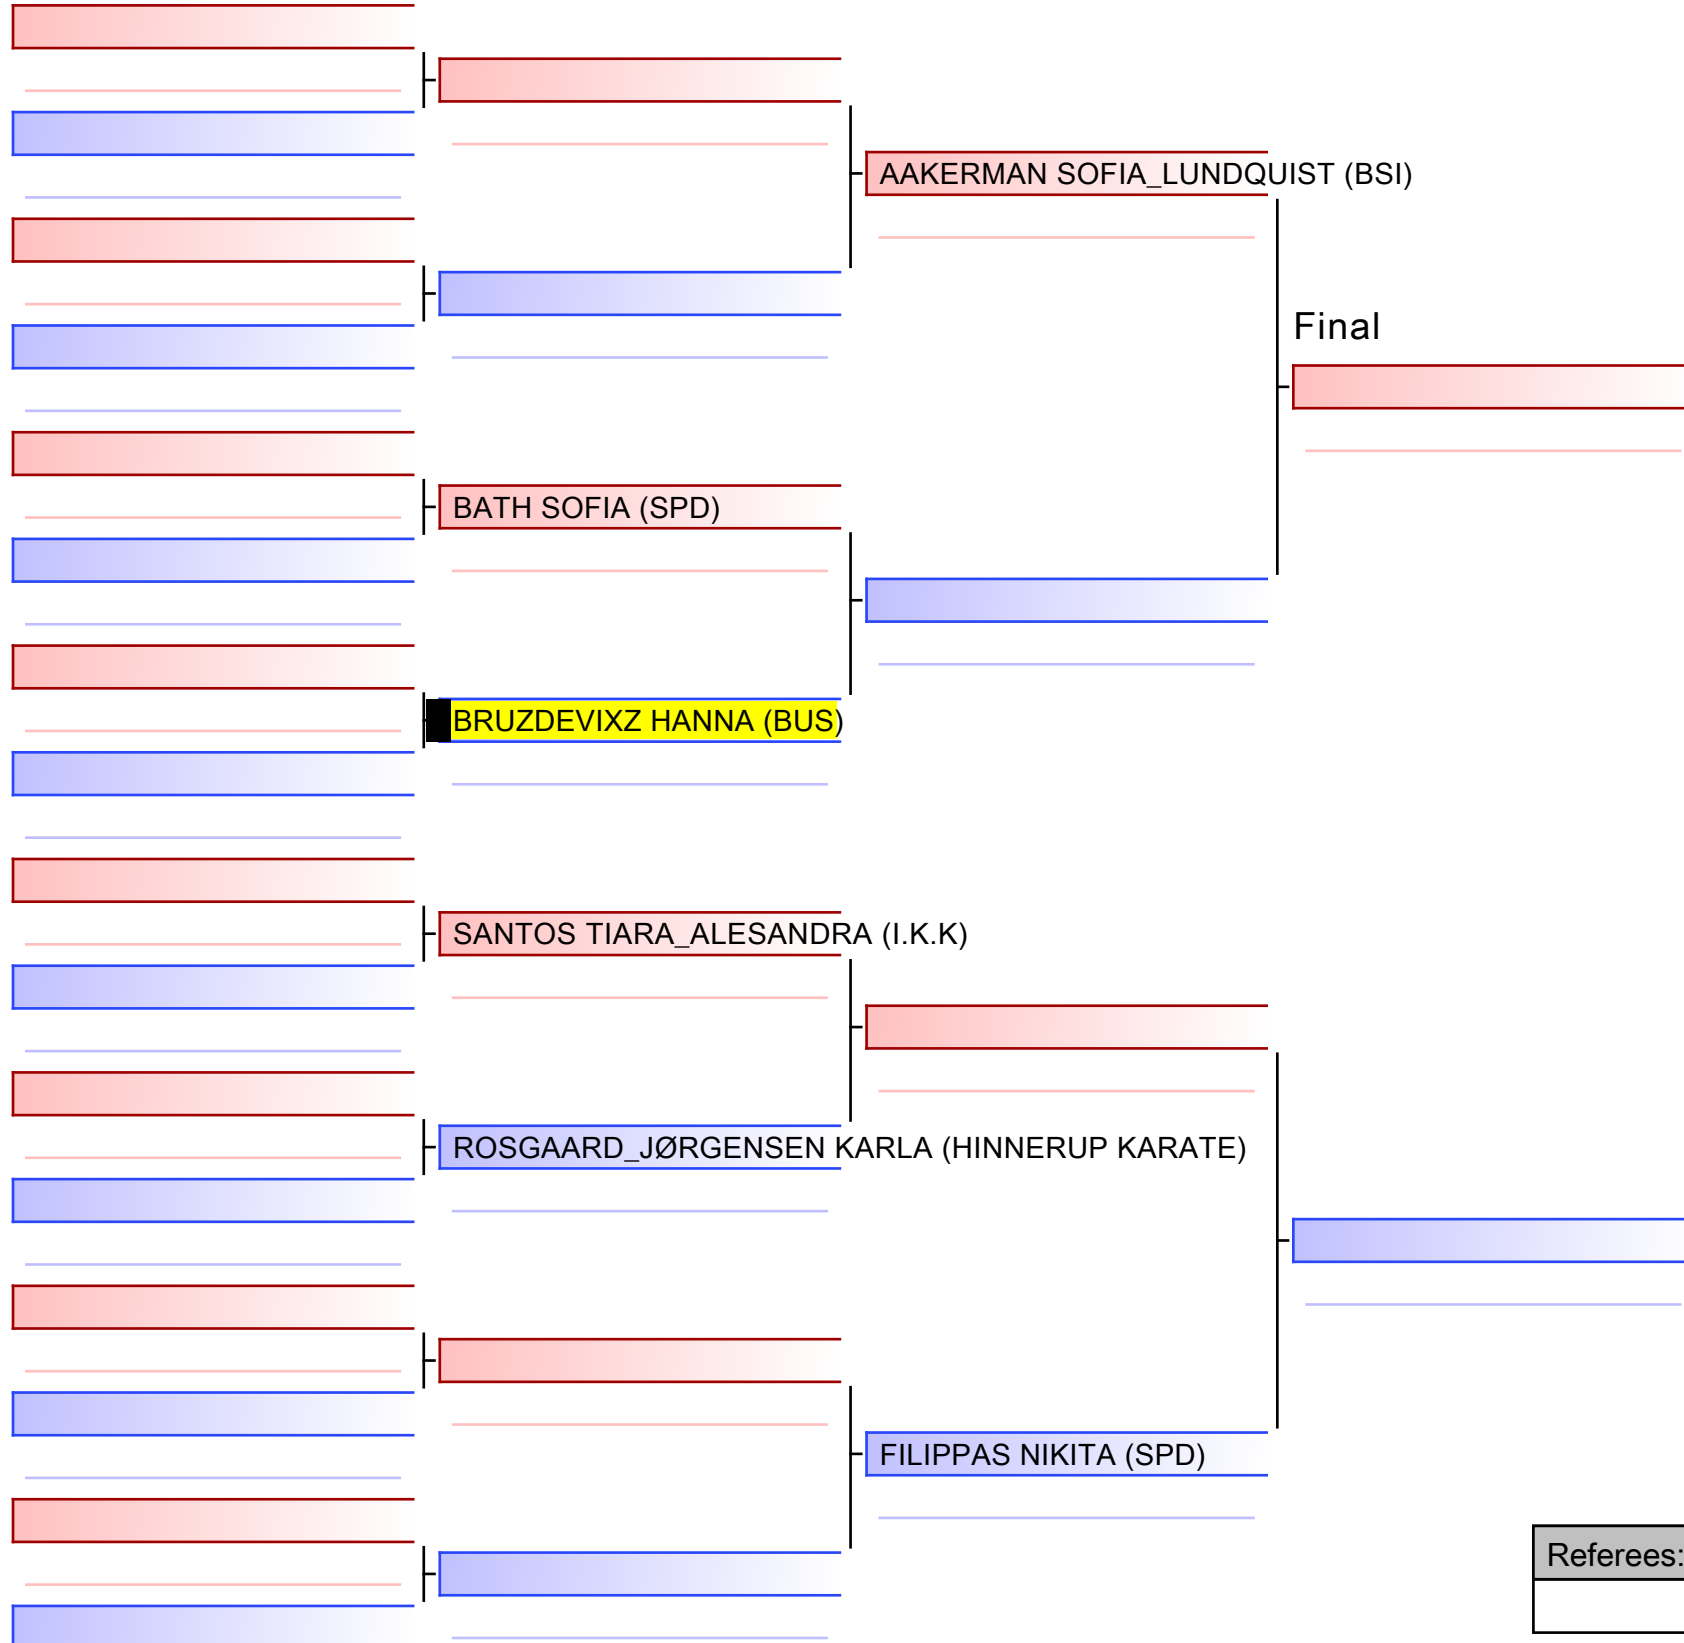 AAKERMAN SOFIA_LUNDQUIST (BSI)
Final
BATH SOFIA (SPD)
BRUZDEVIXZ HANNA (BUS)
SANTOS TIARA_ALESANDRA (I.K.K)
ROSGAARD_JØRGENSEN KARLA (HINNERUP KARATE)
FILIPPAS NIKITA (SPD)
Referees: